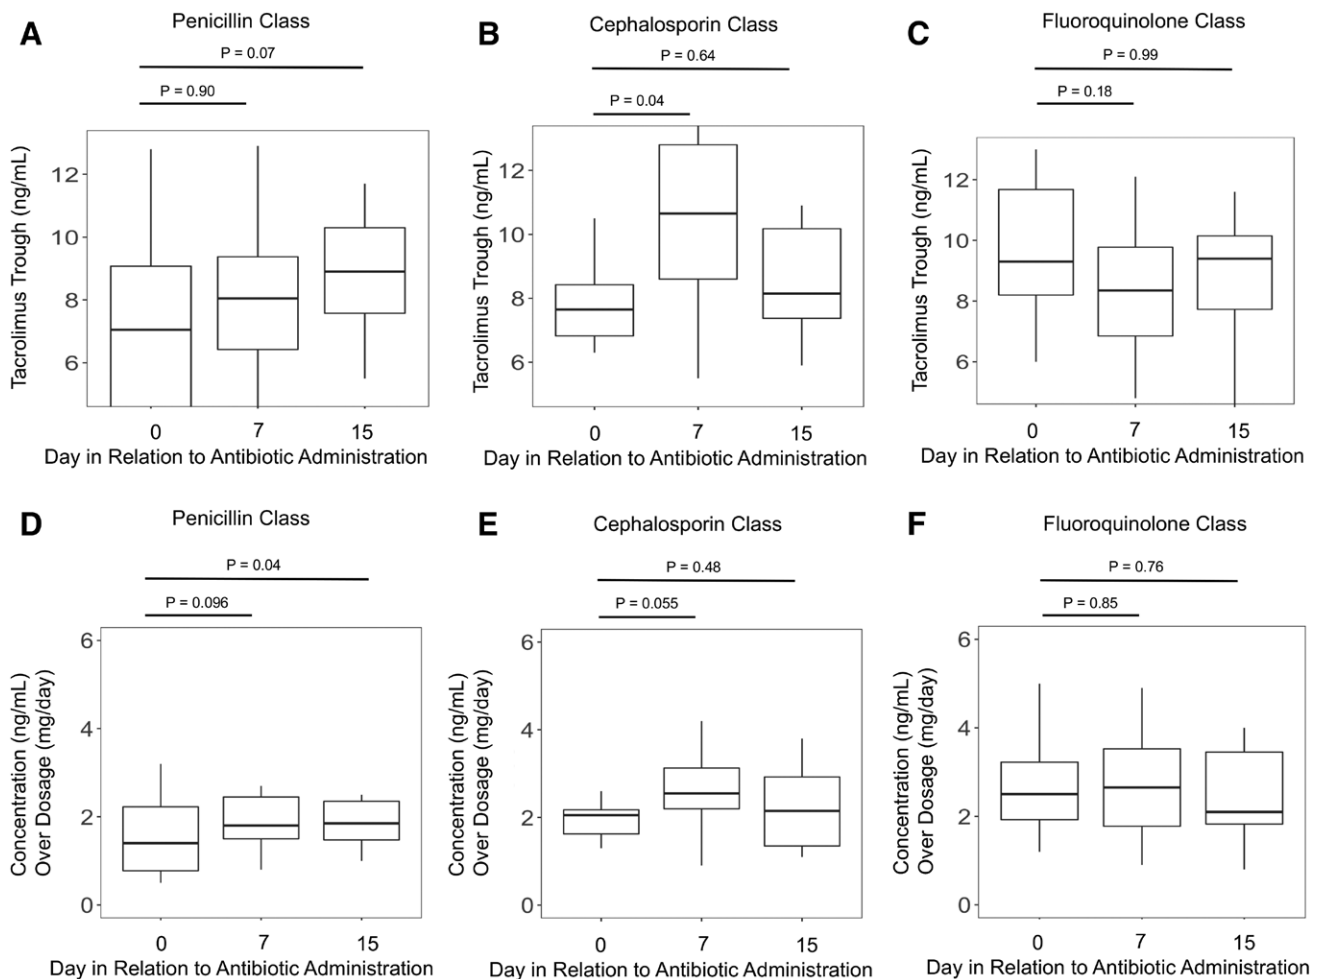 A
Penicillin Class
P = 0.07
P = 0.90
Tacrolimus Trough (ng/mL)
12
10
8
6
0 7 15
Day in Relation to Antibiotic Administration
B
Cephalosporin Class
P = 0.64
P = 0.04
Tacrolimus Trough (ng/mL)
12
10
8
6
0 7 15
Day in Relation to Antibiotic Administration
C
Fluoroquinolone Class
P = 0.99
P = 0.18
Tacrolimus Trough (ng/mL)
12
10
8
6
0 7 15
Day in Relation to Antibiotic Administration
D
Penicillin Class
P = 0.04
P = 0.096
Concentration (ng/mL)
Over Dosage (mg/day)
6
4
2
0
0 7 15
Day in Relation to Antibiotic Administration
E
Cephalosporin Class
P = 0.48
P = 0.055
Concentration (ng/mL)
Over Dosage (mg/day)
6
4
2
0
0 7 15
Day in Relation to Antibiotic Administration
F
Fluoroquinolone Class
P = 0.76
P = 0.85
Concentration (ng/mL)
Over Dosage (mg/day)
6
4
2
0
0 7 15
Day in Relation to Antibiotic Administration